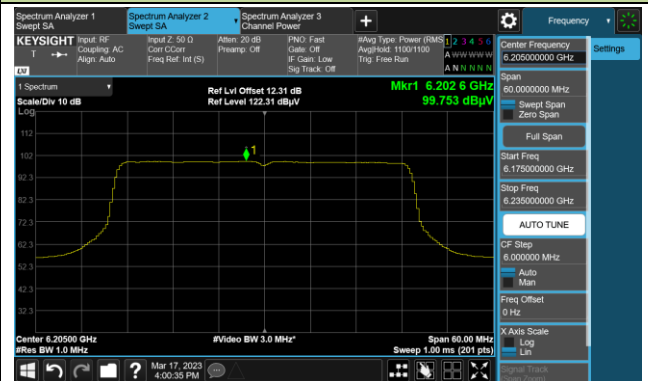 Spectrum Analyzer 1
Swept SA
Spectrum Analyzer 2
Swept SA
Spectrum Analyzer 3
Channel Power
Frequency
KEYSIGHT
Input: RF
Coupling: AC
Align: Auto
Input Z: 50 Ω
Corr CCorr
Freq Ref: Int (S)
Atten: 20 dB
Preamp: Off
PNO: Fast
Gate: Off
IF Gain: Low
Sig Track: Off
#Avg Type: Power (RMS)
Avg|Hold: 1100/1100
Trig: Free Run
1 2 3 4 5 6
A W W W W W
A N N N N N
LXI
Center Frequency
6.205000000 GHz
Settings
Span
60.0000000 MHz
Swept Span
Zero Span
Full Span
Start Freq
6.175000000 GHz
Stop Freq
6.235000000 GHz
AUTO TUNE
CF Step
6.000000 MHz
Auto
Man
Freq Offset
0 Hz
X Axis Scale
Log
Lin
Signal Track
(Span Zoom)
1 Spectrum
Scale/Div 10 dB
Log
Ref Lvl Offset 12.31 dB
Ref Level 122.31 dBµV
Mkr1 6.202 6 GHz
99.753 dBµV
1
112
102
92.3
82.3
72.3
62.3
52.3
42.3
32.3
Center 6.20500 GHz
#Res BW 1.0 MHz
#Video BW 3.0 MHz*
Span 60.00 MHz
Sweep 1.00 ms (201 pts)
Mar 17, 2023
4:00:35 PM